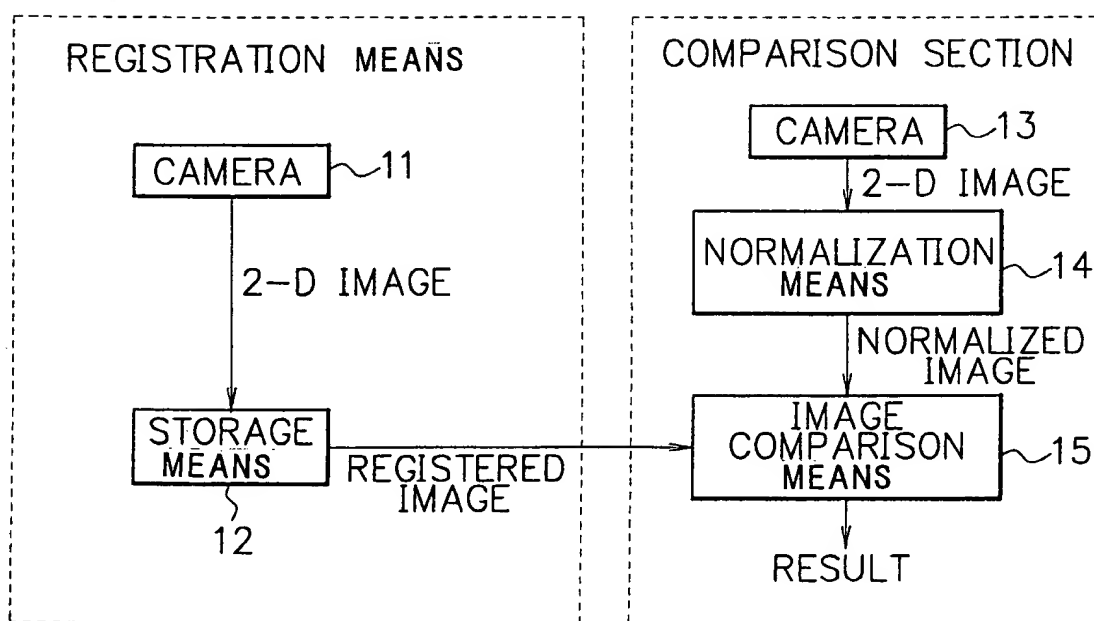 REGISTRATION MEANS
CAMERA
11
2-D IMAGE
STORAGE
MEANS
12
REGISTERED
IMAGE
COMPARISON SECTION
CAMERA
13
2-D IMAGE
NORMALIZATION
MEANS
14
NORMALIZED
IMAGE
IMAGE
COMPARISON
MEANS
15
RESULT